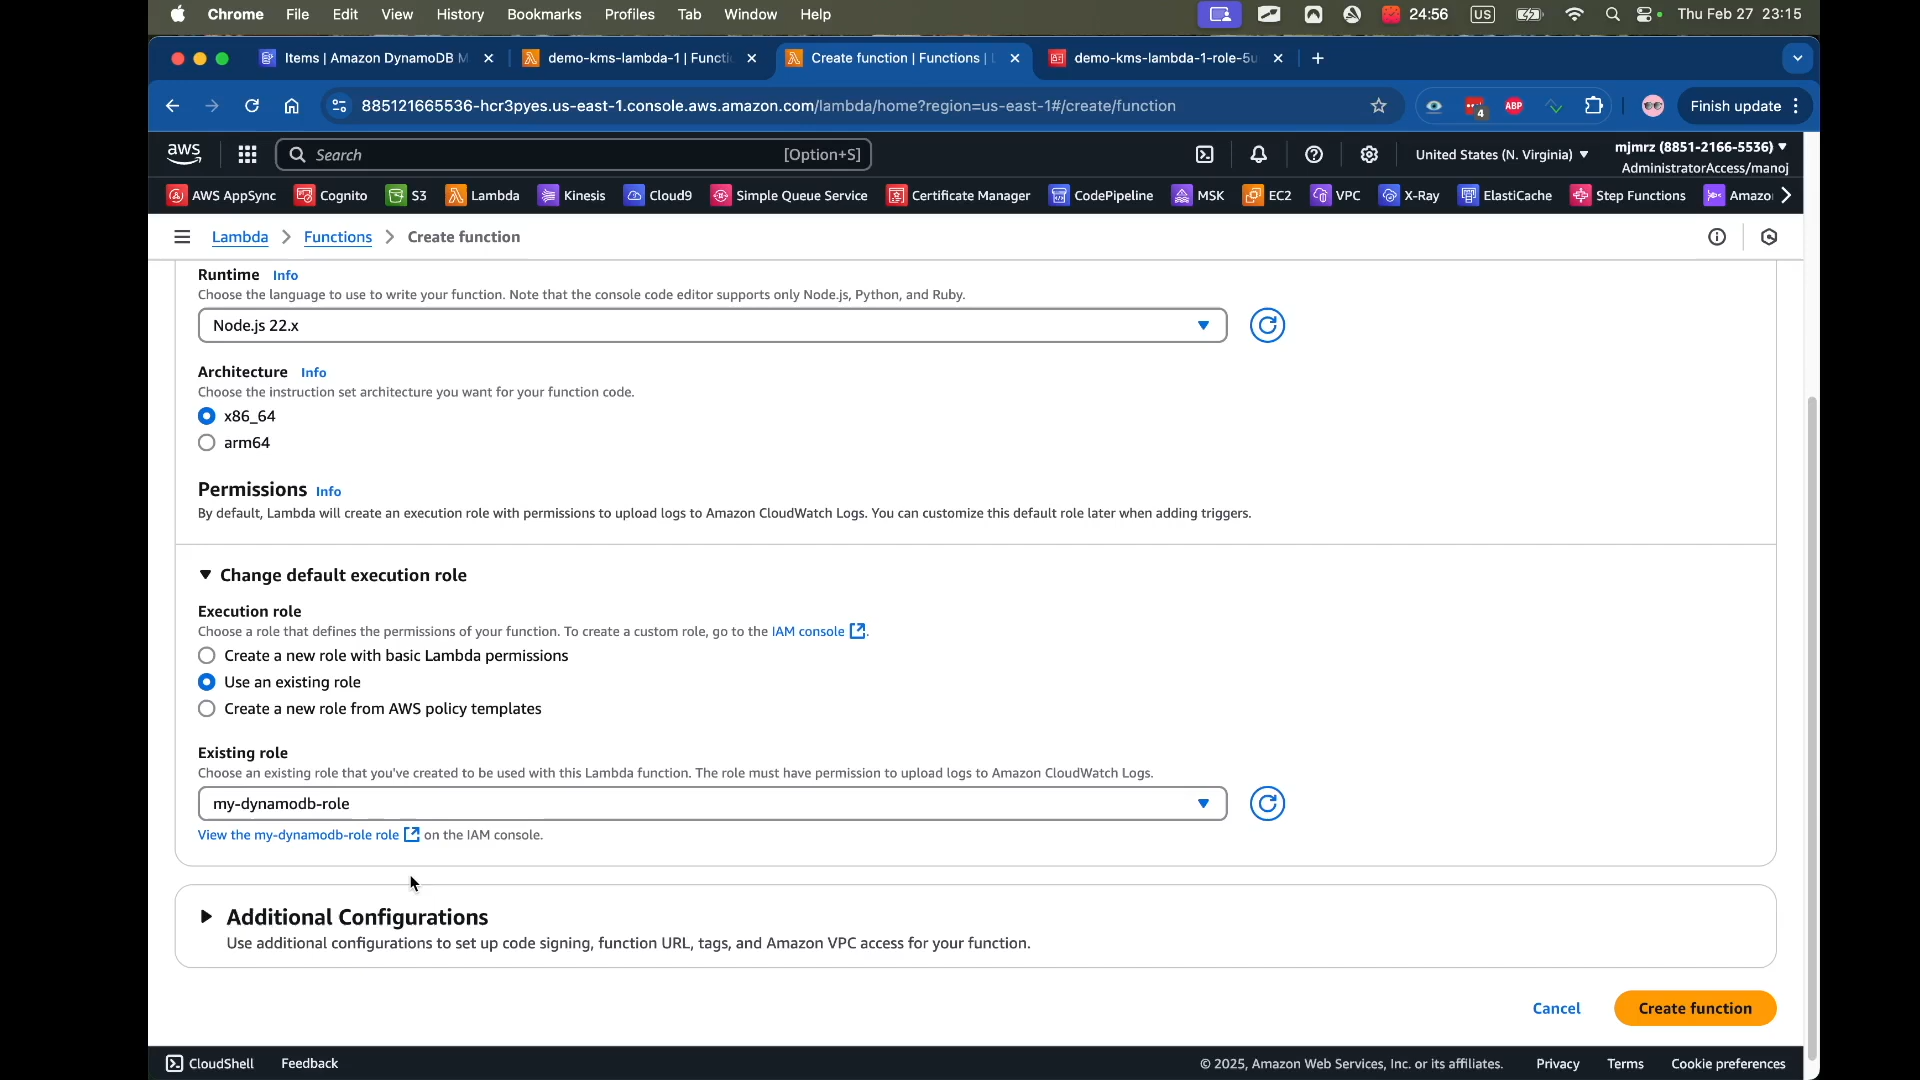 Chrome File Edit View History Bookmarks Profiles Tab Window Help 24:56 US Thu Feb 27 23:15
Items | Amazon DynamoDB M demo-kms-lambda-1 | Functi Create function | Functions | demo-kms-lambda-1-role-5u
885121665536-hcr3pyes.us-east-1.console.aws.amazon.com/lambda/home?region=us-east-1#/create/function 4 ABP Finish update
aws Search [Option+S] United States (N. Virginia) mjmrz (8851-2166-5536)
AdministratorAccess/manoj
AWS AppSync Cognito S3 Lambda Kinesis Cloud9 Simple Queue Service Certificate Manager CodePipeline MSK EC2 VPC X-Ray ElastiCache Step Functions Amazo
Lambda Functions Create function
Runtime Info
Choose the language to use to write your function. Note that the console code editor supports only Node.js, Python, and Ruby.
Node.js 22.x
Architecture Info
Choose the instruction set architecture you want for your function code.
x86_64
arm64
Permissions Info
By default, Lambda will create an execution role with permissions to upload logs to Amazon CloudWatch Logs. You can customize this default role later when adding triggers.
Change default execution role
Execution role
Choose a role that defines the permissions of your function. To create a custom role, go to the IAM console.
Create a new role with basic Lambda permissions
Use an existing role
Create a new role from AWS policy templates
Existing role
Choose an existing role that you've created to be used with this Lambda function. The role must have permission to upload logs to Amazon CloudWatch Logs.
my-dynamodb-role
View the my-dynamodb-role role on the IAM console.
Additional Configurations
Use additional configurations to set up code signing, function URL, tags, and Amazon VPC access for your function.
Cancel Create function
CloudShell Feedback © 2025, Amazon Web Services, Inc. or its affiliates. Privacy Terms Cookie preferences